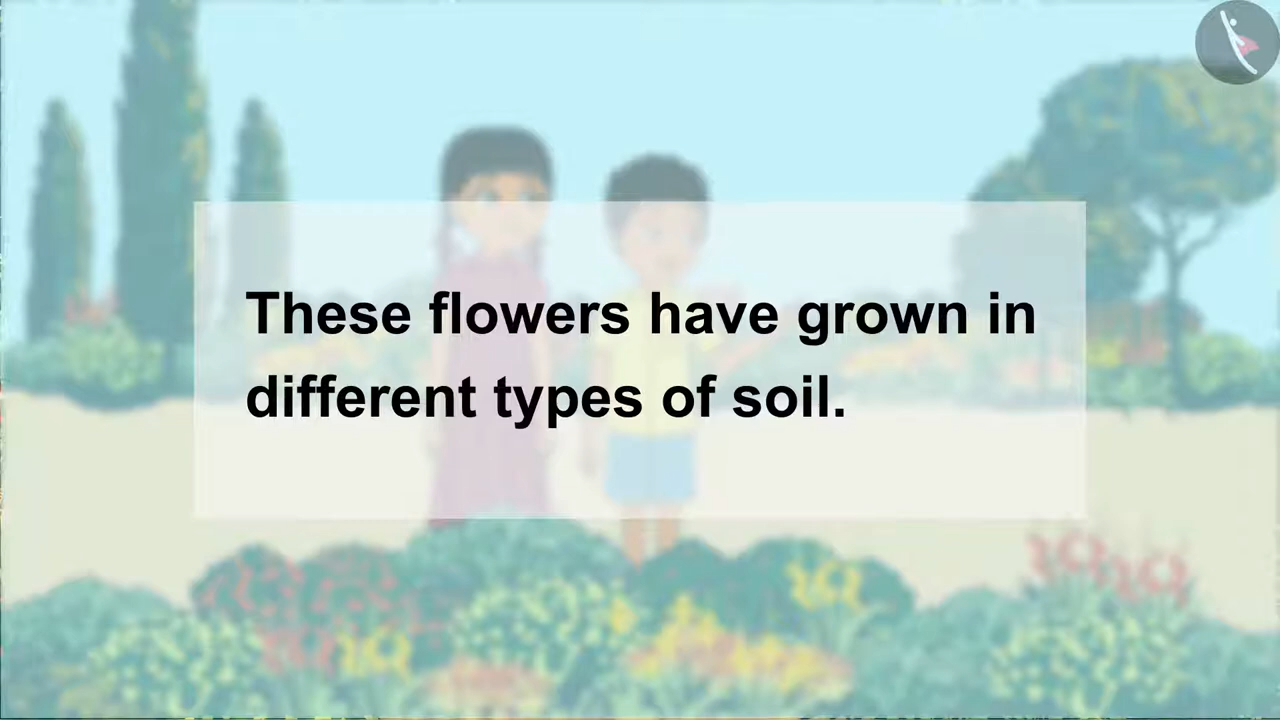 These flowers have grown in
different types of soil.